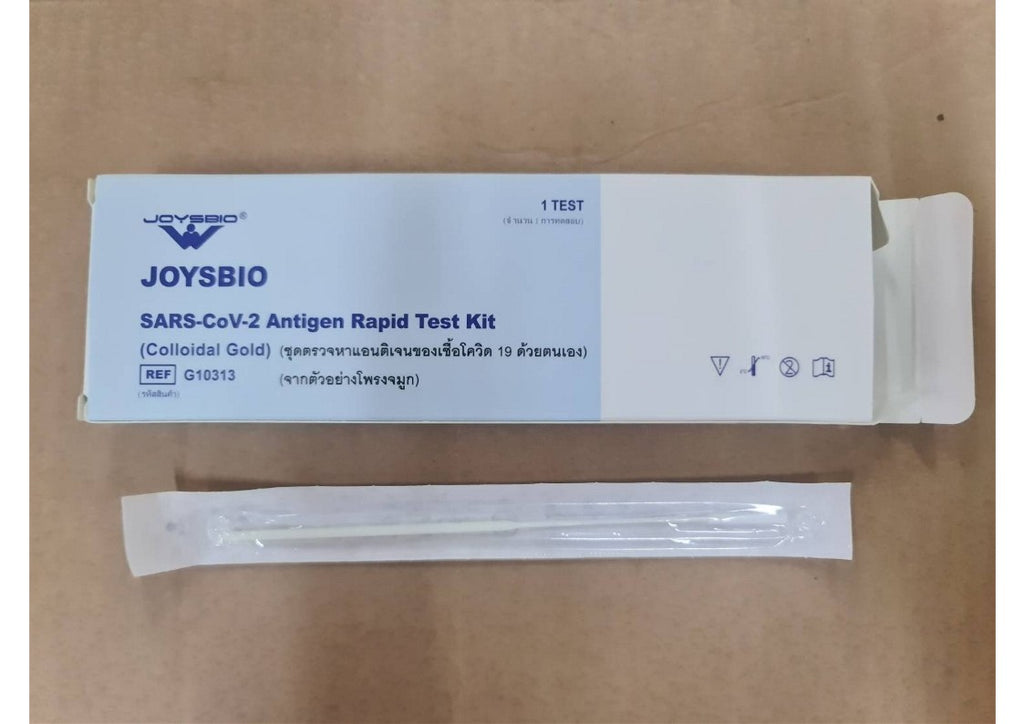 1 TEST
(จำนวน 1 การทดสอบ)
JOYSBIO®
JOYSBIO
SARS-CoV-2 Antigen Rapid Test Kit
(Colloidal Gold) (ชุดตรวจหาแอนติเจนของเชื้อโควิด 19 ด้วยตนเอง)
REF G10313 (จากตัวอย่างโพรงจมูก)
(รหัสสินค้า)